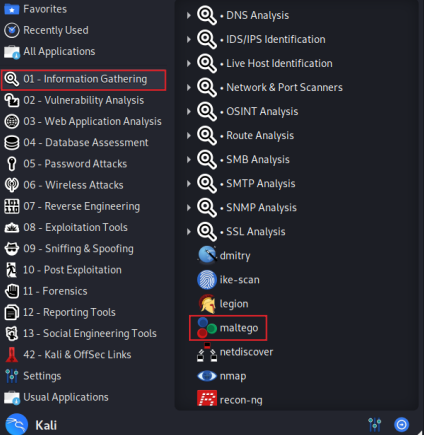 Favorites
Recently Used
All Applications
01 - Information Gathering
02 - Vulnerability Analysis
03 - Web Application Analysis
04 - Database Assessment
05 - Password Attacks
06 - Wireless Attacks
07 - Reverse Engineering
08 - Exploitation Tools
09 - Sniffing & Spoofing
10 - Post Exploitation
11 - Forensics
12 - Reporting Tools
13 - Social Engineering Tools
42 - Kali & OffSec Links
Settings
Usual Applications
• DNS Analysis
• IDS/IPS Identification
• Live Host Identification
• Network & Port Scanners
• OSINT Analysis
• Route Analysis
• SMB Analysis
• SMTP Analysis
• SNMP Analysis
• SSL Analysis
dmitry
ike-scan
legion
maltego
netdiscover
nmap
recon-ng
Kali